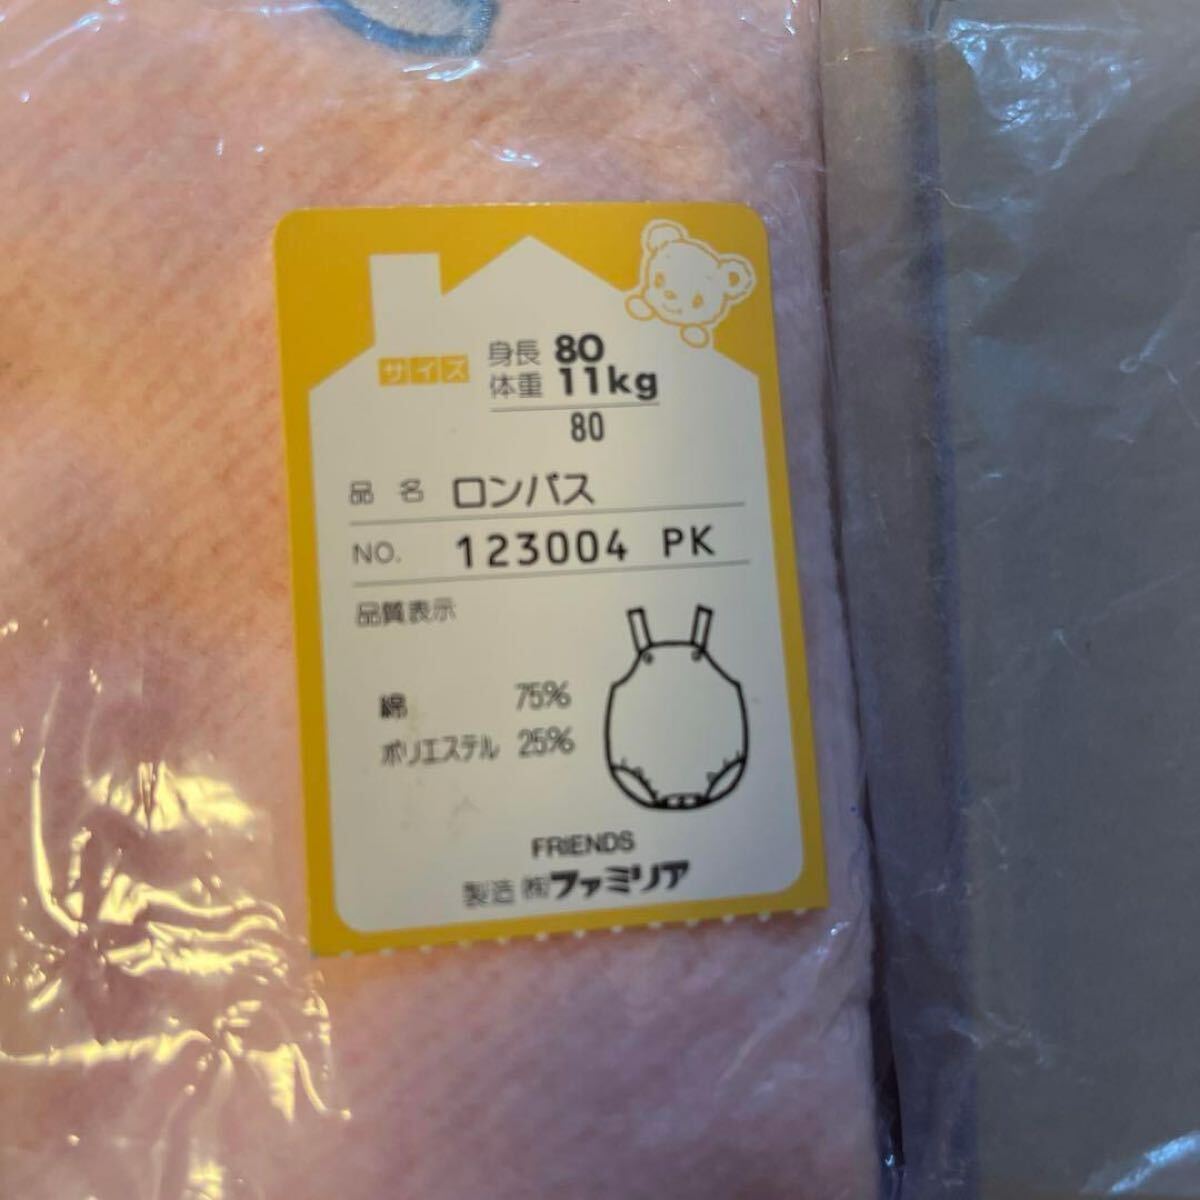 サイズ 身長 80
体重 11kg
80
品名 ロンパス
NO. 123004 PK
品質表示
綿 75%
ポリエステル 25%
FRIENDS
製造 ㈱ファミリア